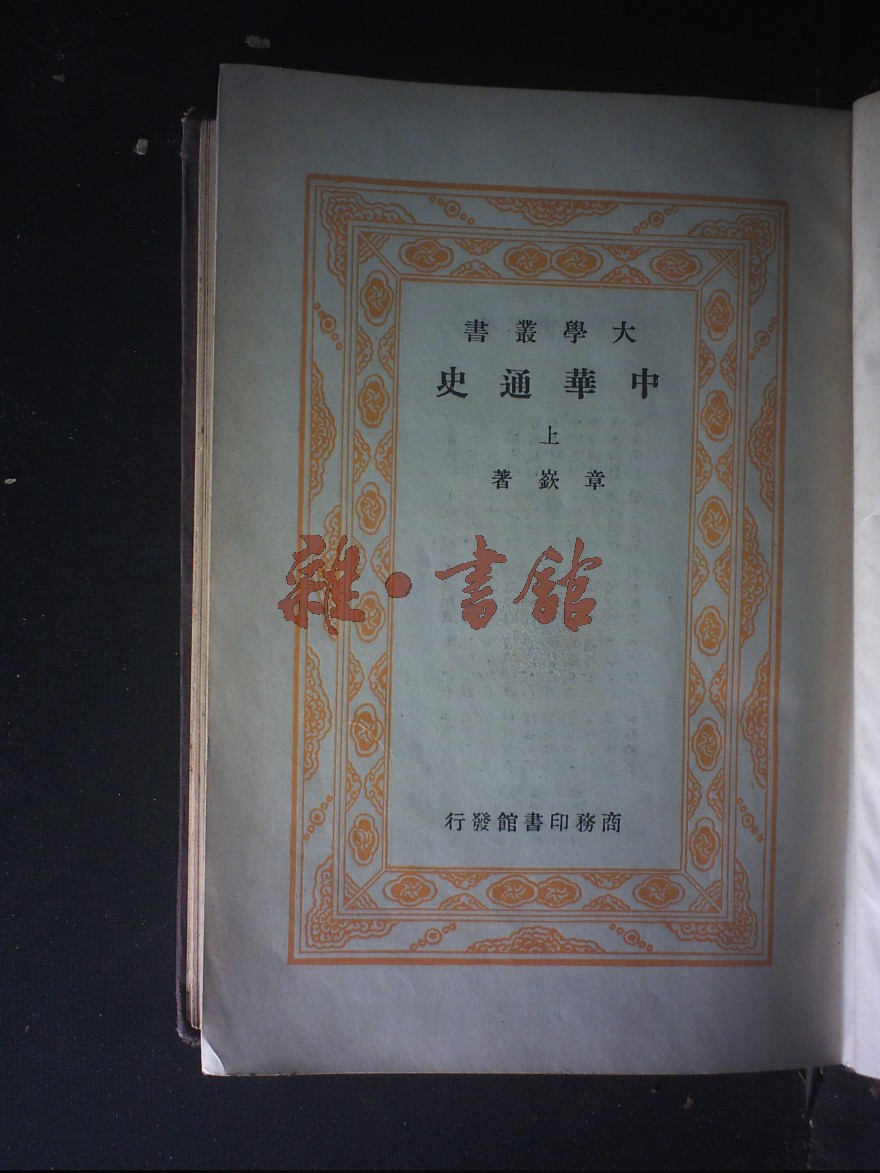 大學叢書
中華通史
上
章嶔著
雜·書館
商務印書館發行